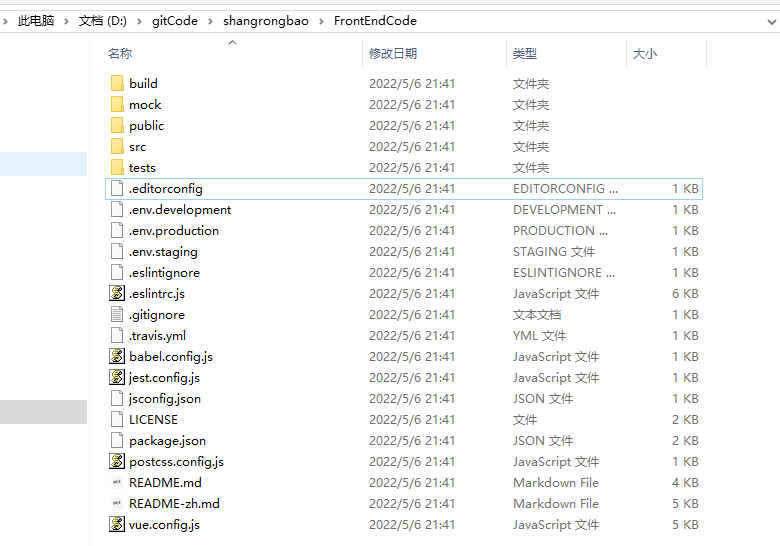 此电脑 文档 (D:) gitCode shangrongbao FrontEndCode
名称 修改日期 类型 大小
build 2022/5/6 21:41 文件夹
mock 2022/5/6 21:41 文件夹
public 2022/5/6 21:41 文件夹
src 2022/5/6 21:41 文件夹
tests 2022/5/6 21:41 文件夹
.editorconfig 2022/5/6 21:41 EDITORCONFIG ... 1 KB
.env.development 2022/5/6 21:41 DEVELOPMENT ... 1 KB
.env.production 2022/5/6 21:41 PRODUCTION ... 1 KB
.env.staging 2022/5/6 21:41 STAGING 文件 1 KB
.eslintignore 2022/5/6 21:41 ESLINTIGNORE ... 1 KB
.eslintrc.js 2022/5/6 21:41 JavaScript 文件 6 KB
.gitignore 2022/5/6 21:41 文本文档 1 KB
.travis.yml 2022/5/6 21:41 YML 文件 1 KB
babel.config.js 2022/5/6 21:41 JavaScript 文件 1 KB
jest.config.js 2022/5/6 21:41 JavaScript 文件 1 KB
jsconfig.json 2022/5/6 21:41 JSON 文件 1 KB
LICENSE 2022/5/6 21:41 文件 2 KB
package.json 2022/5/6 21:41 JSON 文件 2 KB
postcss.config.js 2022/5/6 21:41 JavaScript 文件 1 KB
README.md 2022/5/6 21:41 Markdown File 4 KB
README-zh.md 2022/5/6 21:41 Markdown File 5 KB
vue.config.js 2022/5/6 21:41 JavaScript 文件 5 KB